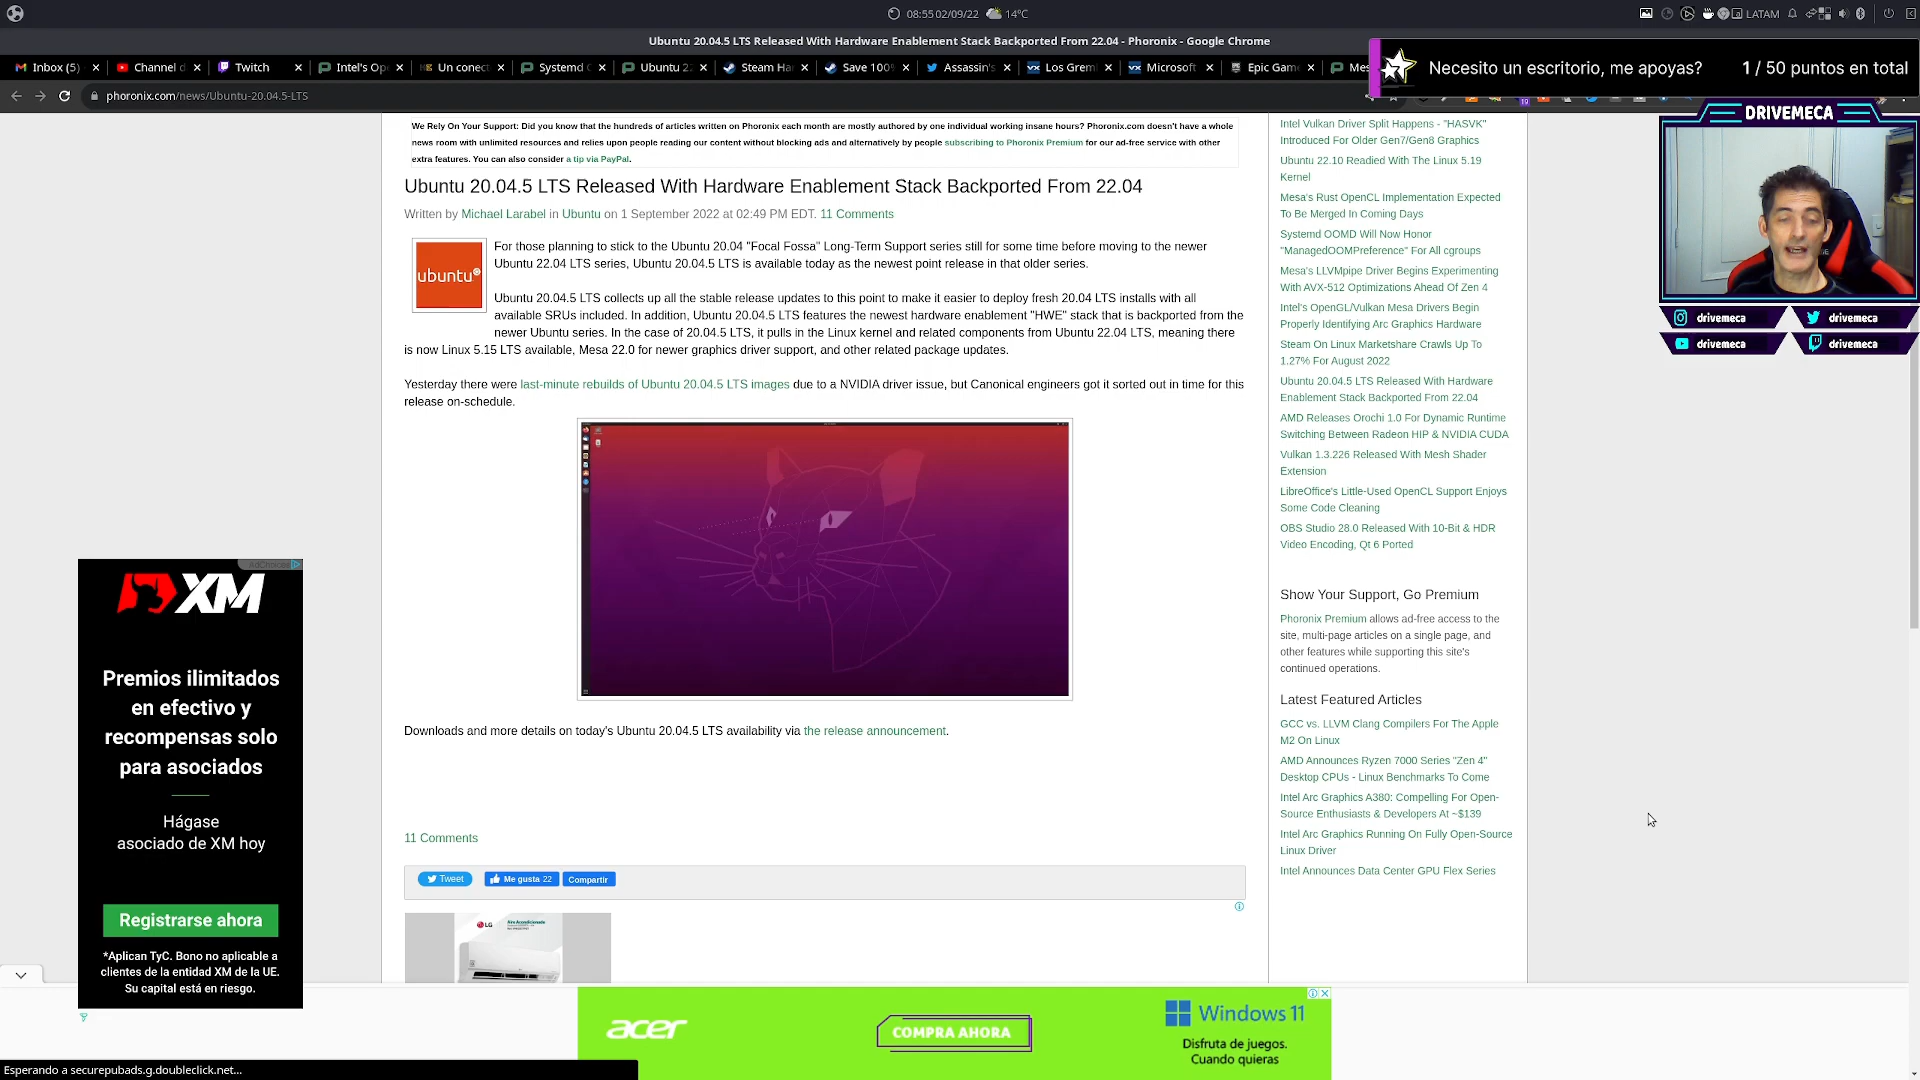 08:55 02/09/22 14°C
LATAM
Ubuntu 20.04.5 LTS Released With Hardware Enablement Stack Backported From 22.04 - Phoronix - Google Chrome
Inbox (5)
Channel d
Twitch
Intel's Op
Un conect
Systemd O
Ubuntu 2
Steam Ha
Save 100%
Assassin's
Los Greml
Microsoft
Epic Gam
Mes
Necesito un escritorio, me apoyas? 1 / 50 puntos en total
phoronix.com/news/Ubuntu-20.04.5-LTS
19
We Rely On Your Support: Did you know that the hundreds of articles written on Phoronix each month are mostly authored by one individual working insane hours? Phoronix.com doesn't have a whole
news room with unlimited resources and relies upon people reading our content without blocking ads and alternatively by people subscribing to Phoronix Premium for our ad-free service with other
extra features. You can also consider a tip via PayPal.
Ubuntu 20.04.5 LTS Released With Hardware Enablement Stack Backported From 22.04
Written by Michael Larabel in Ubuntu on 1 September 2022 at 02:49 PM EDT. 11 Comments
ubuntu
For those planning to stick to the Ubuntu 20.04 "Focal Fossa" Long-Term Support series still for some time before moving to the newer
Ubuntu 22.04 LTS series, Ubuntu 20.04.5 LTS is available today as the newest point release in that older series.
Ubuntu 20.04.5 LTS collects up all the stable release updates to this point to make it easier to deploy fresh 20.04 LTS installs with all
available SRUs included. In addition, Ubuntu 20.04.5 LTS features the newest hardware enablement "HWE" stack that is backported from the
newer Ubuntu series. In the case of 20.04.5 LTS, it pulls in the Linux kernel and related components from Ubuntu 22.04 LTS, meaning there
is now Linux 5.15 LTS available, Mesa 22.0 for newer graphics driver support, and other related package updates.
Yesterday there were last-minute rebuilds of Ubuntu 20.04.5 LTS images due to a NVIDIA driver issue, but Canonical engineers got it sorted out in time for this
release on-schedule.
Downloads and more details on today's Ubuntu 20.04.5 LTS availability via the release announcement.
11 Comments
Tweet
Me gusta 22
Compartir
LG
Intel Vulkan Driver Split Happens - "HASVK"
Introduced For Older Gen7/Gen8 Graphics
Ubuntu 22.10 Readied With The Linux 5.19
Kernel
Mesa's Rust OpenCL Implementation Expected
To Be Merged In Coming Days
Systemd OOMD Will Now Honor
"ManagedOOMPreference" For All cgroups
Mesa's LLVMpipe Driver Begins Experimenting
With AVX-512 Optimizations Ahead Of Zen 4
Intel's OpenGL/Vulkan Mesa Drivers Begin
Properly Identifying Arc Graphics Hardware
Steam On Linux Marketshare Crawls Up To
1.27% For August 2022
Ubuntu 20.04.5 LTS Released With Hardware
Enablement Stack Backported From 22.04
AMD Releases Orochi 1.0 For Dynamic Runtime
Switching Between Radeon HIP & NVIDIA CUDA
Vulkan 1.3.226 Released With Mesh Shader
Extension
LibreOffice's Little-Used OpenCL Support Enjoys
Some Code Cleaning
OBS Studio 28.0 Released With 10-Bit & HDR
Video Encoding, Qt 6 Ported
Show Your Support, Go Premium
Phoronix Premium allows ad-free access to the
site, multi-page articles on a single page, and
other features while supporting this site's
continued operations.
Latest Featured Articles
GCC vs. LLVM Clang Compilers For The Apple
M2 On Linux
AMD Announces Ryzen 7000 Series "Zen 4"
Desktop CPUs - Linux Benchmarks To Come
Intel Arc Graphics A380: Compelling For Open-
Source Enthusiasts & Developers At ~$139
Intel Arc Graphics Running On Fully Open-Source
Linux Driver
Intel Announces Data Center GPU Flex Series
DRIVEMECA
drivemeca
drivemeca
drivemeca
drivemeca
AdChoices
XM
Premios ilimitados
en efectivo y
recompensas solo
para asociados
Hágase
asociado de XM hoy
Registrarse ahora
*Aplican TyC. Bono no aplicable a
clientes de la entidad XM de la UE.
Su capital está en riesgo.
acer
COMPRA AHORA
Windows 11
Disfruta de juegos.
Cuando quieras
Esperando a securepubads.g.doubleclick.net...